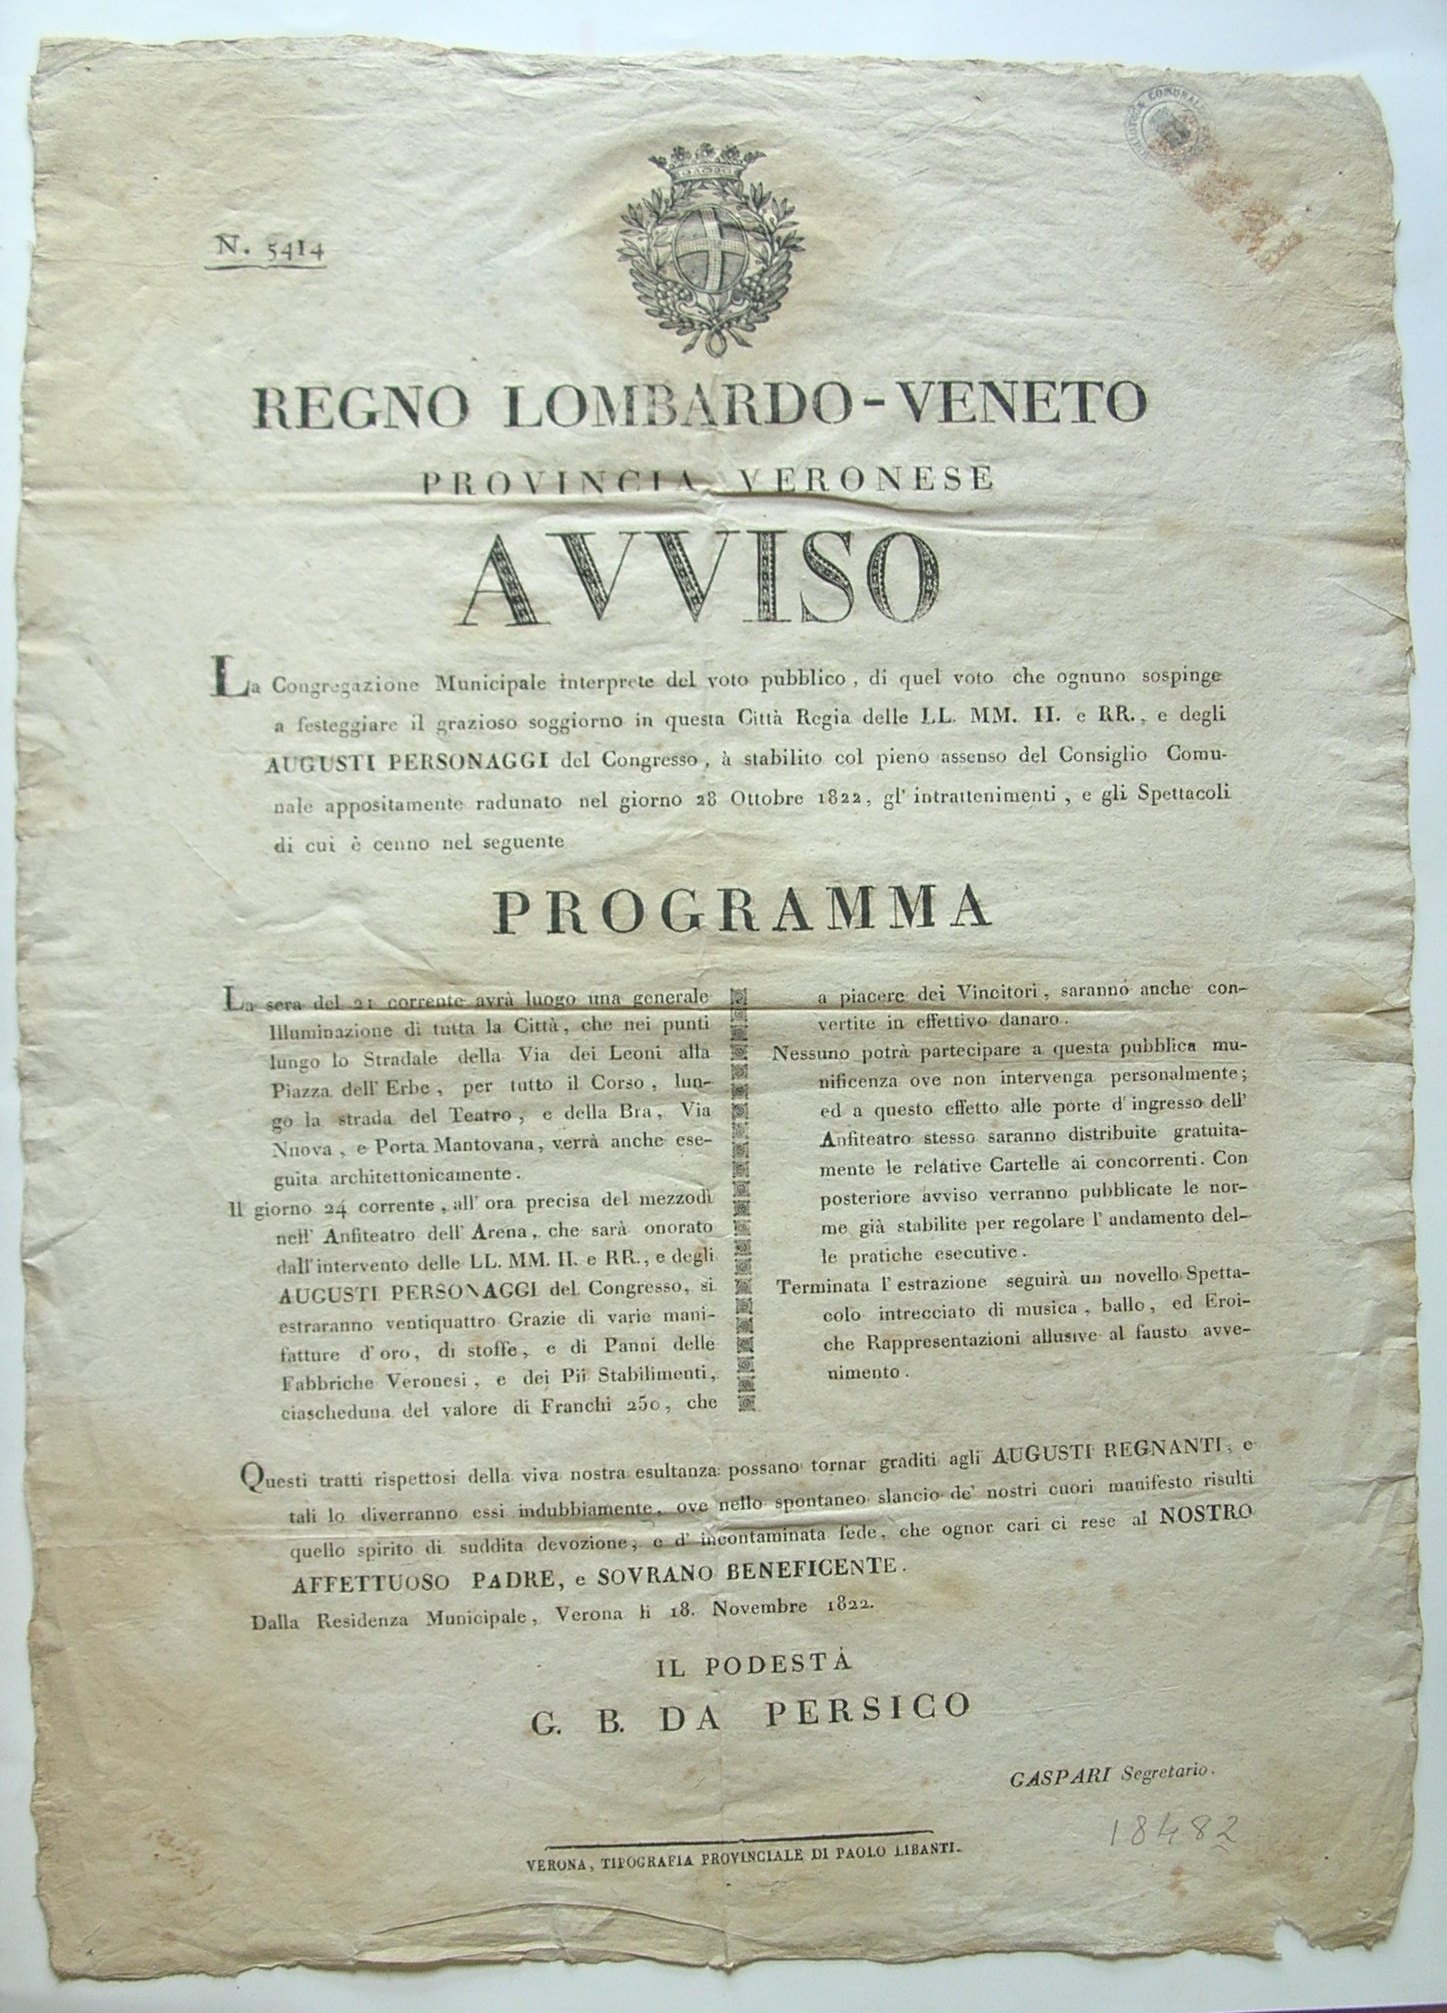 BIBLIOTECA COMUNALE
N. 5414
REGNO LOMBARDO-VENETO
PROVINCIA VERONESE
AVVISO
La Congregazione Municipale interprete del voto pubblico, di quel voto che ognuno sospinge
a festeggiare il grazioso soggiorno in questa Città Regia delle LL. MM. II. e RR., e degli
AUGUSTI PERSONAGGI del Congresso, à stabilito col pieno assenso del Consiglio Comu-
nale appositamente radunato nel giorno 28 Ottobre 1822, gl' intrattenimenti, e gli Spettacoli
di cui è cenno nel seguente
PROGRAMMA
La sera del 21 corrente avrà luogo una generale
Illuminazione di tutta la Città, che nei punti
lungo lo Stradale della Via dei Leoni alla
Piazza dell' Erbe, per tutto il Corso, lun-
go la strada del Teatro, e della Bra, Via
Nuova, e Porta Mantovana, verrà anche ese-
guita architettonicamente.
Il giorno 24 corrente, all' ora precisa del mezzodì
nell' Anfiteatro dell' Arena, che sarà onorato
dall' intervento delle LL. MM. II. e RR., e degli
AUGUSTI PERSONAGGI del Congresso, si
estraranno ventiquattro Grazie di varie mani-
fatture d' oro, di stoffe, e di Panni delle
Fabbriche Veronesi, e dei Pii Stabilimenti,
ciascheduna del valore di Franchi 250, che
a piacere dei Vincitori, saranno anche con-
vertite in effettivo danaro.
Nessuno potrà partecipare a questa pubblica mu-
nificenza ove non intervenga personalmente;
ed a questo effetto alle porte d' ingresso dell'
Anfiteatro stesso saranno distribuite gratuita-
mente le relative Cartelle ai concorrenti. Con
posteriore avviso verranno pubblicate le nor-
me già stabilite per regolare l' andamento del-
le pratiche esecutive.
Terminata l' estrazione seguirà un novello Spetta-
colo intrecciato di musica, ballo, ed Eroi-
che Rappresentazioni allusive al fausto avve-
nimento.
Questi tratti rispettosi della viva nostra esultanza possano tornar graditi agli AUGUSTI REGNANTI, e
tali lo diverranno essi indubbiamente, ove nello spontaneo slancio de' nostri cuori manifesto risulti
quello spirito di suddita devozione, e d' incontaminata fede, che ognor cari ci rese al NOSTRO
AFFETTUOSO PADRE, e SOVRANO BENEFICENTE.
Dalla Residenza Municipale, Verona li 18. Novembre 1822.
IL PODESTÀ
G. B. DA PERSICO
GASPARI Segretario.
18482
VERONA, TIPOGRAFIA PROVINCIALE DI PAOLO LIBANTI.